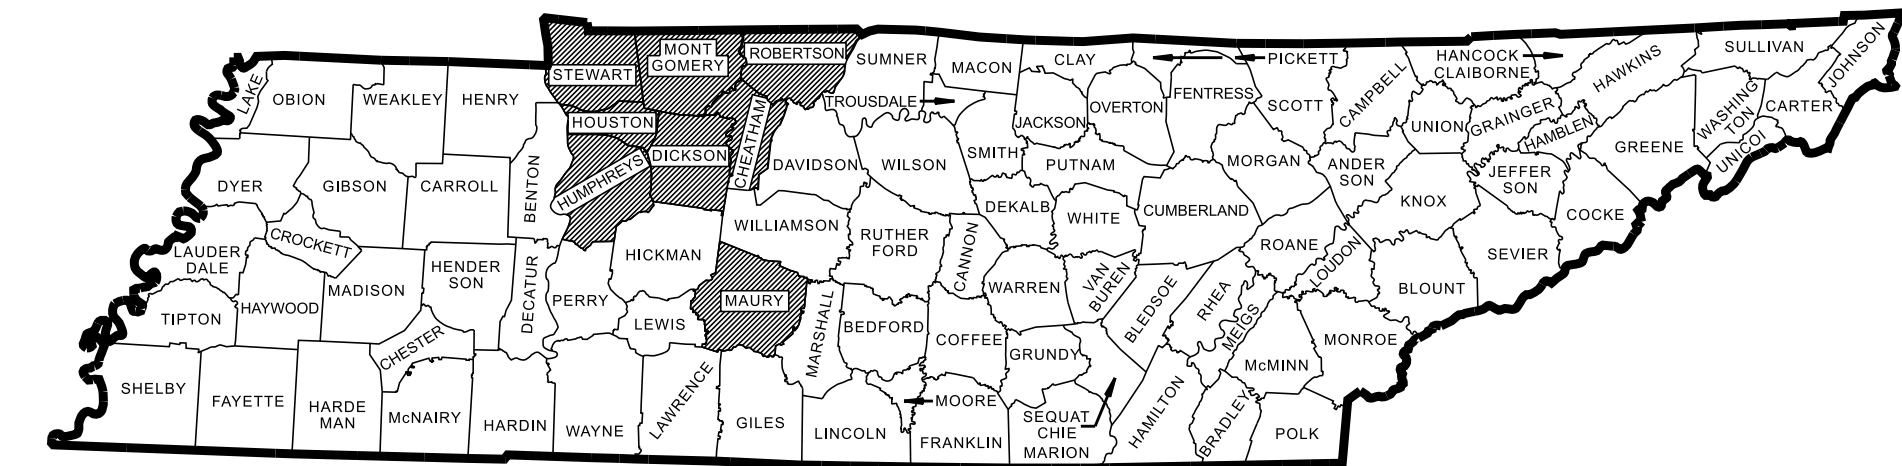 LAKE
OBION
WEAKLEY
HENRY
STEWART
MONT
GOMERY
ROBERTSON
SUMNER
MACON
CLAY
PICKETT
HANCOCK
CLAIBORNE
HAWKINS
SULLIVAN
JOHNSON
TROUSDALE
JACKSON
OVERTON
FENTRESS
SCOTT
CAMPBELL
UNION
GRAINGER
HAMBLEN
WASHING
TON
CARTER
UNICOI
GREENE
HOUSTON
DICKSON
CHEATHAM
HUMPHREYS
BENTON
DAVIDSON
WILSON
SMITH
PUTNAM
MORGAN
ANDER
SON
JEFFER
SON
DYER
GIBSON
CARROLL
WILLIAMSON
DEKALB
WHITE
CUMBERLAND
KNOX
COCKE
LAUDER
DALE
CROCKETT
HENDER
SON
DECATUR
HICKMAN
RUTHER
FORD
CANNON
VAN
BUREN
ROANE
LOUDON
SEVIER
TIPTON
HAYWOOD
MADISON
PERRY
MAURY
WARREN
BLEDSOE
RHEA
MEIGS
BLOUNT
CHESTER
LEWIS
MARSHALL
BEDFORD
COFFEE
GRUNDY
McMINN
MONROE
SHELBY
FAYETTE
HARDE
MAN
McNAIRY
HARDIN
WAYNE
LAWRENCE
GILES
LINCOLN
MOORE
FRANKLIN
SEQUAT
CHIE
MARION
HAMILTON
BRADLEY
POLK